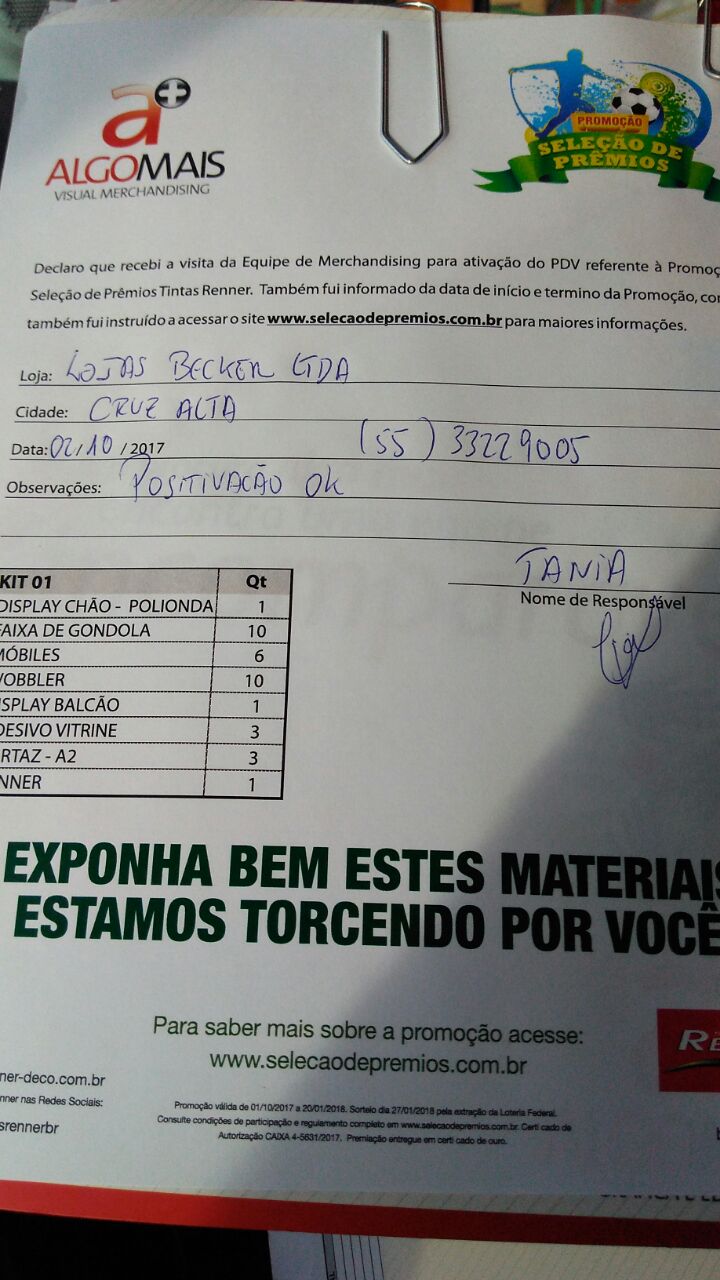 a+
ALGOMAIS
VISUAL MERCHANDISING
PROMOÇÃO
SELEÇÃO DE
PRÊMIOS
Declaro que recebi a visita da Equipe de Merchandising para ativação do PDV referente à Promoç
Seleção de Prêmios Tintas Renner. Também fui informado da data de início e termino da Promoção, co
também fui instruído a acessar o site www.selecaodepremios.com.br para maiores informações.
Loja: LOJAS BECKER LTDA
Cidade: CRUZ ALTA
Data: 02/10/2017 (55) 33229005
Observações: POSITIVACÃO OK
TANIA
Nome de Responsável
KIT 01 Qt
DISPLAY CHÃO - POLIONDA 1
FAIXA DE GONDOLA 10
MÓBILES 6
WOBBLER 10
ISPLAY BALCÃO 1
DESIVO VITRINE 3
RTAZ - A2 3
NNER 1
EXPONHA BEM ESTES MATERIAIS
ESTAMOS TORCENDO POR VOCÊ
Para saber mais sobre a promoção acesse:
www.selecaodepremios.com.br
RE
ner-deco.com.br
nner nas Redes Sociais:
srennerbr
Promoção válida de 01/10/2017 a 20/01/2018. Sorteio dia 27/01/2018 pela extração da Loteria Federal.
Consulte condições de participação e regulamento completo em www.selecaodepremios.com.br. Certi cado de
Autorização CAIXA 4-5631/2017. Premiação entregue em certi cado de ouro.